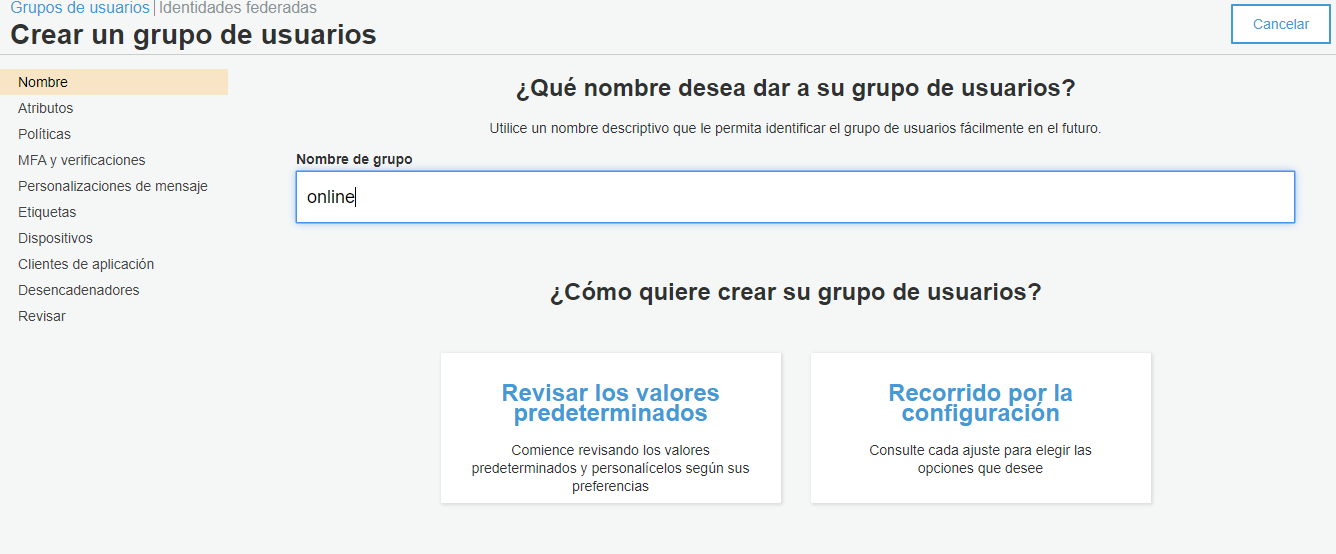 Grupos de usuarios | Identidades federadas
Crear un grupo de usuarios
Cancelar
Nombre
Atributos
Políticas
MFA y verificaciones
Personalizaciones de mensaje
Etiquetas
Dispositivos
Clientes de aplicación
Desencadenadores
Revisar
¿Qué nombre desea dar a su grupo de usuarios?
Utilice un nombre descriptivo que le permita identificar el grupo de usuarios fácilmente en el futuro.
Nombre de grupo
online
¿Cómo quiere crear su grupo de usuarios?
Revisar los valores
predeterminados
Comience revisando los valores
predeterminados y personalícelos según sus
preferencias
Recorrido por la
configuración
Consulte cada ajuste para elegir las
opciones que desee